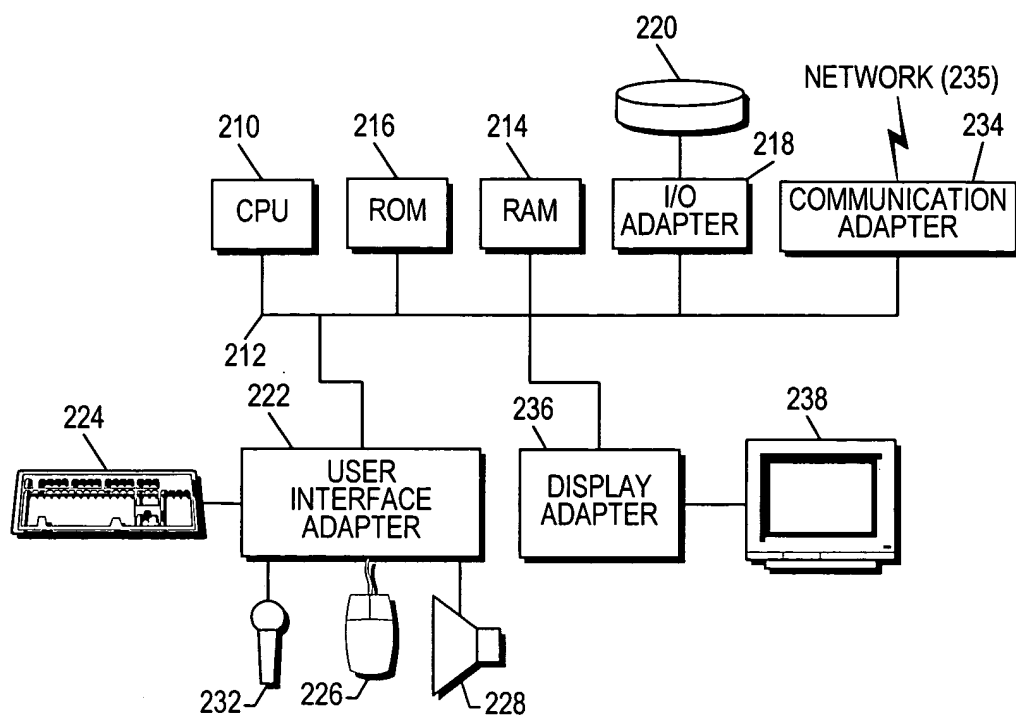 220
NETWORK (235)
210
216
214
218
234
CPU
ROM
RAM
I/O
ADAPTER
COMMUNICATION
ADAPTER
212
224
222
236
238
USER
INTERFACE
ADAPTER
DISPLAY
ADAPTER
232
226
228